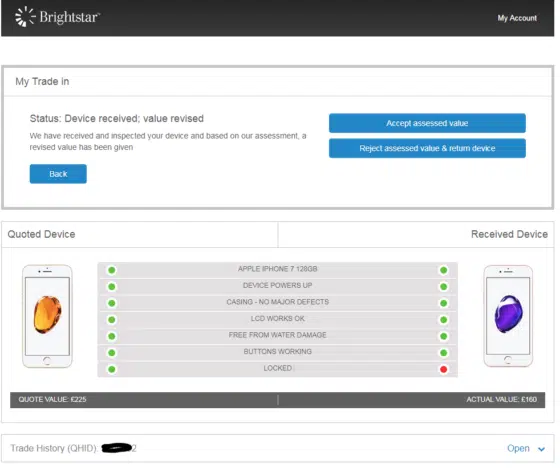 Brightstar™
My Account
My Trade in
Status: Device received; value revised
We have received and inspected your device and based on our assessment, a
revised value has been given
Accept assessed value
Reject assessed value & return device
Back
Quoted Device
Received Device
APPLE IPHONE 7 128GB
DEVICE POWERS UP
CASING - NO MAJOR DEFECTS
LCD WORKS OK
FREE FROM WATER DAMAGE
BUTTONS WORKING
LOCKED
QUOTE VALUE: £225
ACTUAL VALUE: £160
Trade History (QHID): 2
Open